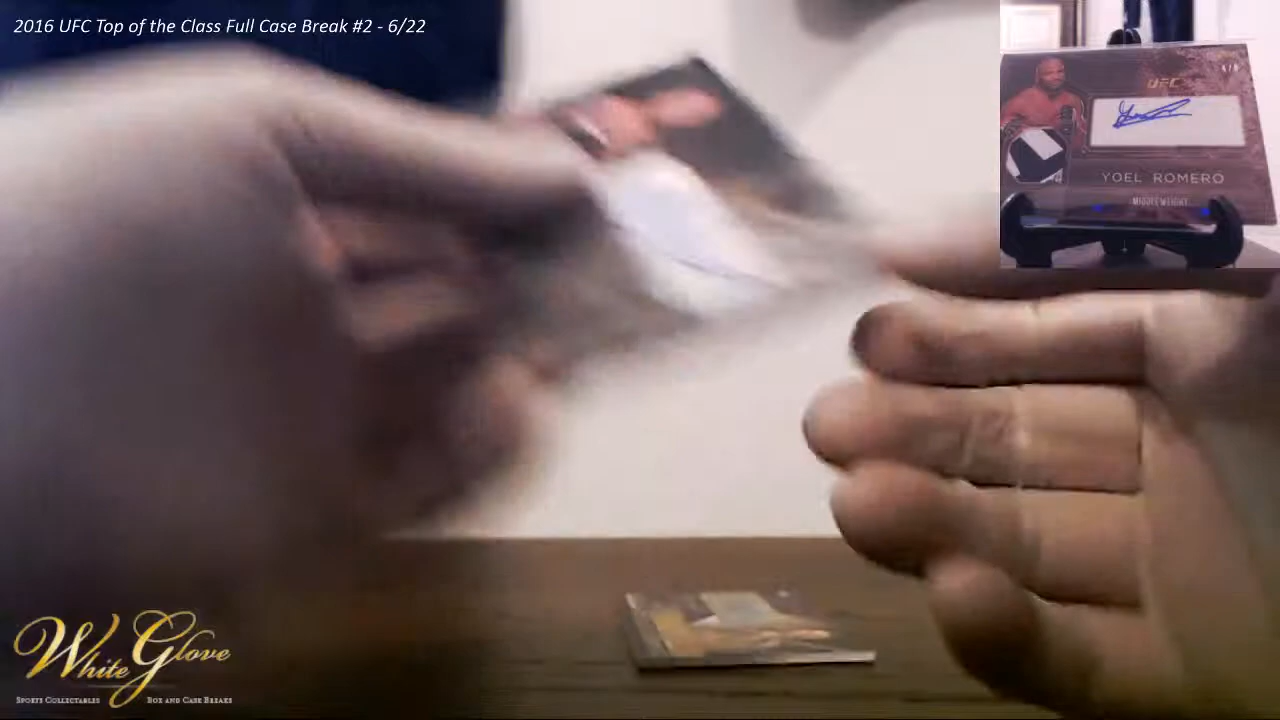 2016 UFC Top of the Class Full Case Break #2 - 6/22
UFC
YOEL ROMERO
MIDDLEWEIGHT
White Glove
SPORTS COLLECTABLES BOX AND CASE BREAKS